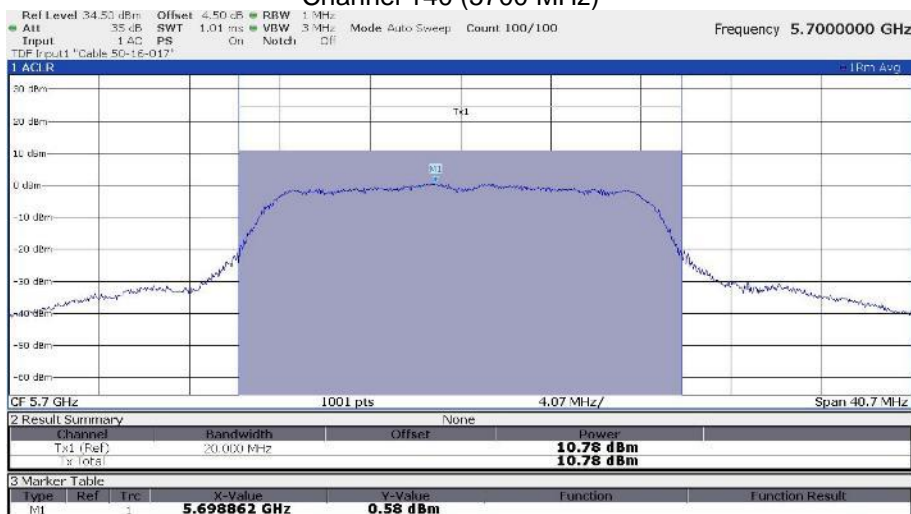 Channel 140 (5700 MHz)
Ref Level 34.50 dBm Offset 4.50 dB RBW 1 MHz
Att 35 dB SWT 1.01 ms VBW 3 MHz Mode Auto Sweep Count 100/100 Frequency 5.7000000 GHz
Input 1 AC PS On Notch Off
TDF Input1 "Cable 50-16-017"
1 ACLR 1Rm Avg
30 dBm
Tx1
20 dBm
10 dBm
M1
0 dBm
-10 dBm
-20 dBm
-30 dBm
-40 dBm
-50 dBm
-60 dBm
CF 5.7 GHz 1001 pts 4.07 MHz/ Span 40.7 MHz
2 Result Summary None
Channel Bandwidth Offset Power
Tx1 (Ref) 20.000 MHz 10.78 dBm
Tx Total 10.78 dBm
3 Marker Table
Type Ref Trc X-Value Y-Value Function Function Result
M1 1 5.698862 GHz 0.58 dBm